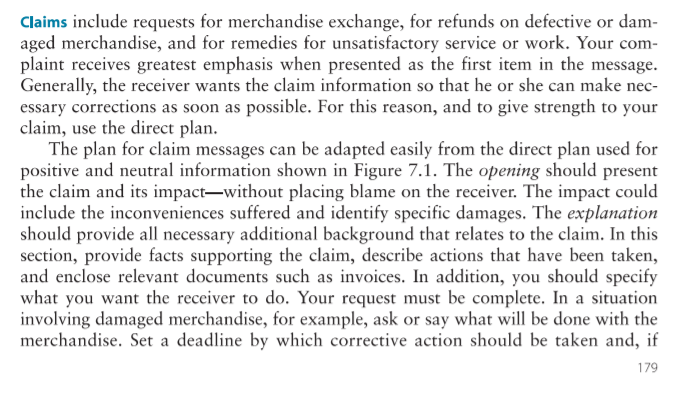 Claims include requests for merchandise exchange, for refunds on defective or dam-
aged merchandise, and for remedies for unsatisfactory service or work. Your com-
plaint receives greatest emphasis when presented as the first item in the message.
Generally, the receiver wants the claim information so that he or she can make nec-
essary corrections as soon as possible. For this reason, and to give strength to your
claim, use the direct plan.
The plan for claim messages can be adapted easily from the direct plan used for
positive and neutral information shown in Figure 7.1. The opening should present
the claim and its impact—without placing blame on the receiver. The impact could
include the inconveniences suffered and identify specific damages. The explanation
should provide all necessary additional background that relates to the claim. In this
section, provide facts supporting the claim, describe actions that have been taken,
and enclose relevant documents such as invoices. In addition, you should specify
what you want the receiver to do. Your request must be complete. In a situation
involving damaged merchandise, for example, ask or say what will be done with the
merchandise. Set a deadline by which corrective action should be taken and, if
179